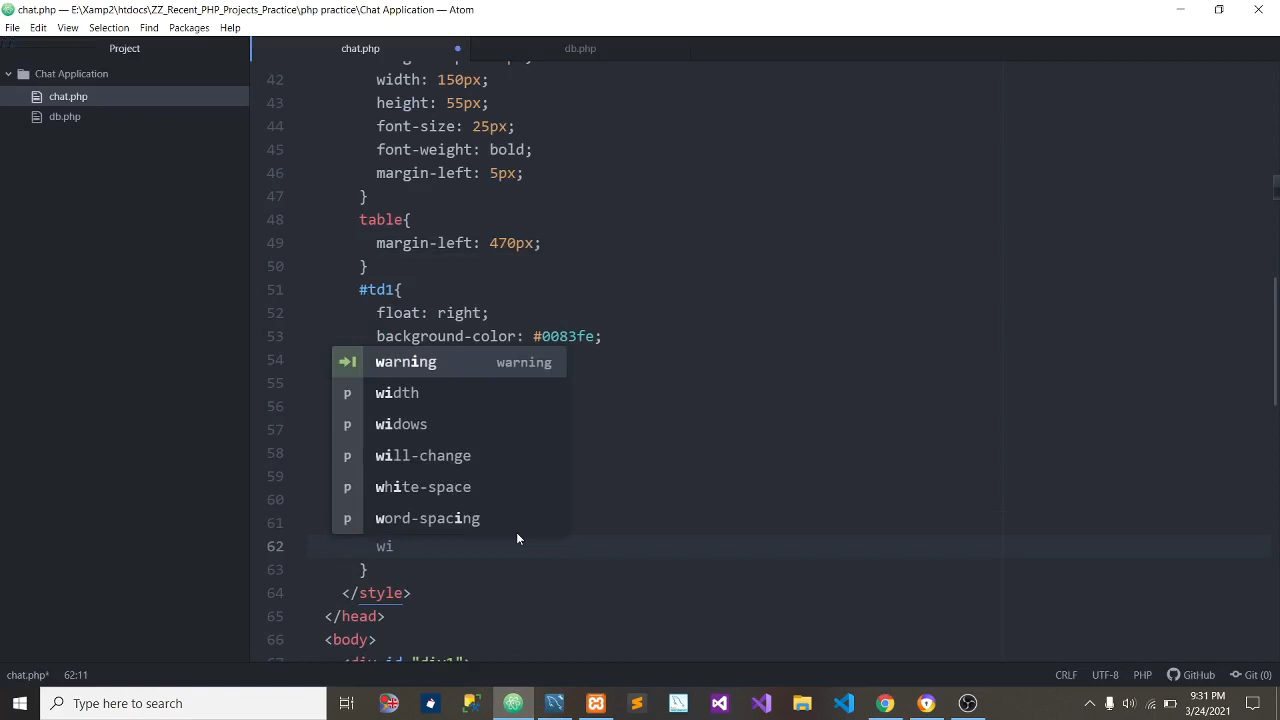 chat.php — E:\Xamp2\htdocs\ZZ_Recent_PHP_Projects_Practice\php practice\Chat Application — Atom
File Edit View Selection Find Packages Help
Project
chat.php
db.php
Chat Application
chat.php
db.php
42 width: 150px;
43 height: 55px;
44 font-size: 25px;
45 font-weight: bold;
46 margin-left: 5px;
47 }
48 table{
49 margin-left: 470px;
50 }
51 #td1{
52 float: right;
53 background-color: #0083fe;
54 warning warning
55 p width
56 p widows
57
58 p will-change
59 p white-space
60
61 p word-spacing
62 wi
63 }
64 </style>
65 </head>
66 <body>
67 <div id="div1">
chat.php* 62:11 CRLF UTF-8 PHP GitHub Git (0)
Type here to search
9:31 PM
3/24/2021